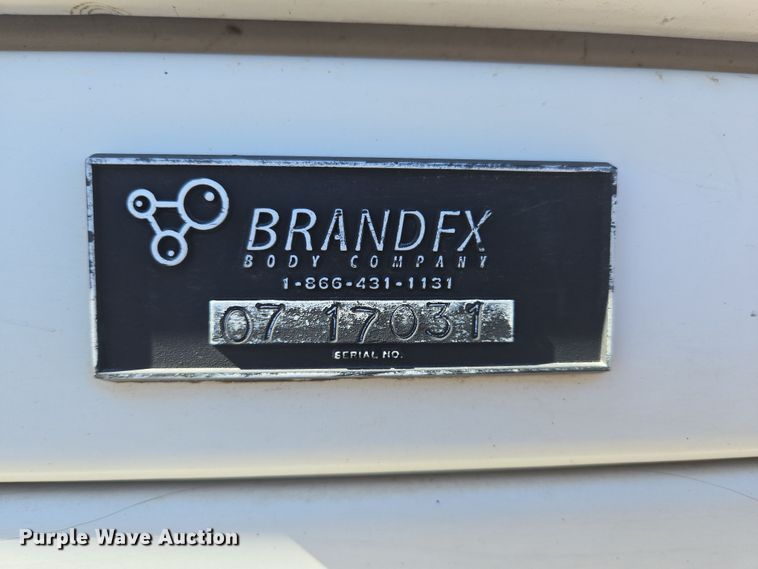 BRANDFX
BODY COMPANY
1-866-431-1131
07 17031
SERIAL NO.
Purple Wave Auction®